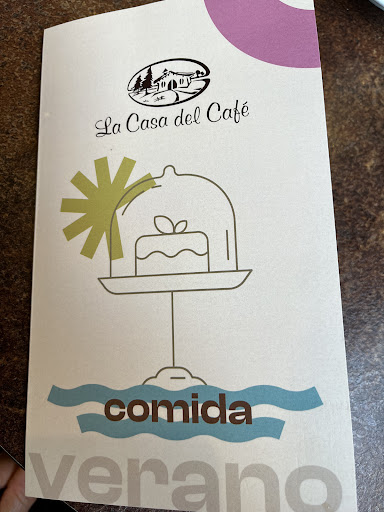 La Casa del Café
comida
verano